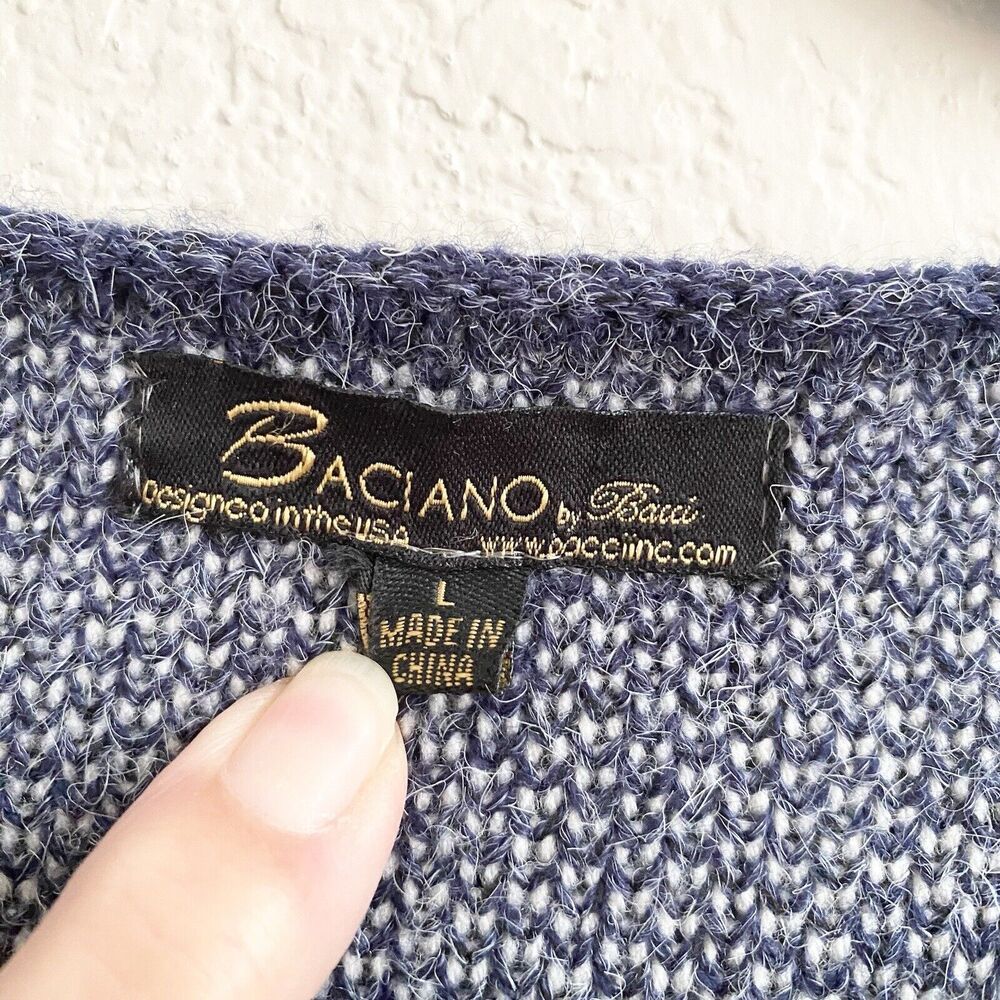 BACIANO by Bacci
Designed in the USA www.bacciinc.com
L
MADE IN
CHINA